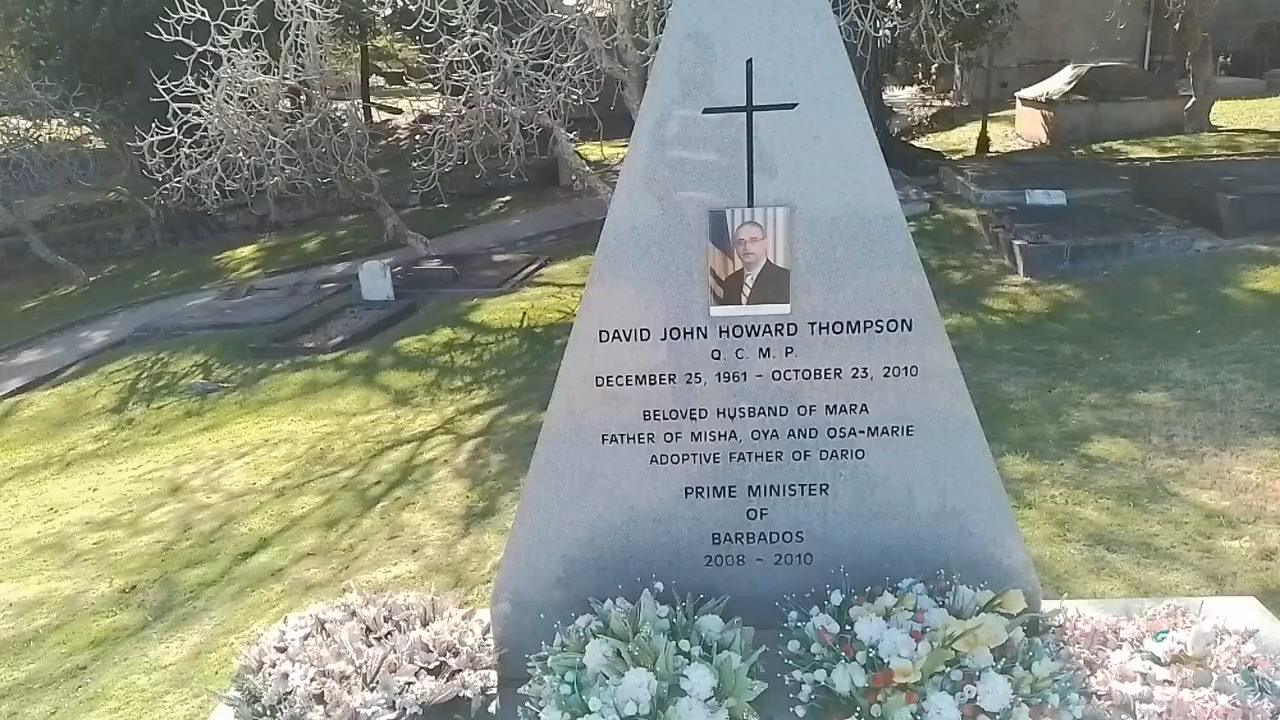 DAVID JOHN HOWARD THOMPSON
Q. C. M. P.
DECEMBER 25, 1961 - OCTOBER 23, 2010
BELOVED HUSBAND OF MARA
FATHER OF MISHA, OYA AND OSA-MARIE
ADOPTIVE FATHER OF DARIO
PRIME MINISTER
OF
BARBADOS
2008 - 2010